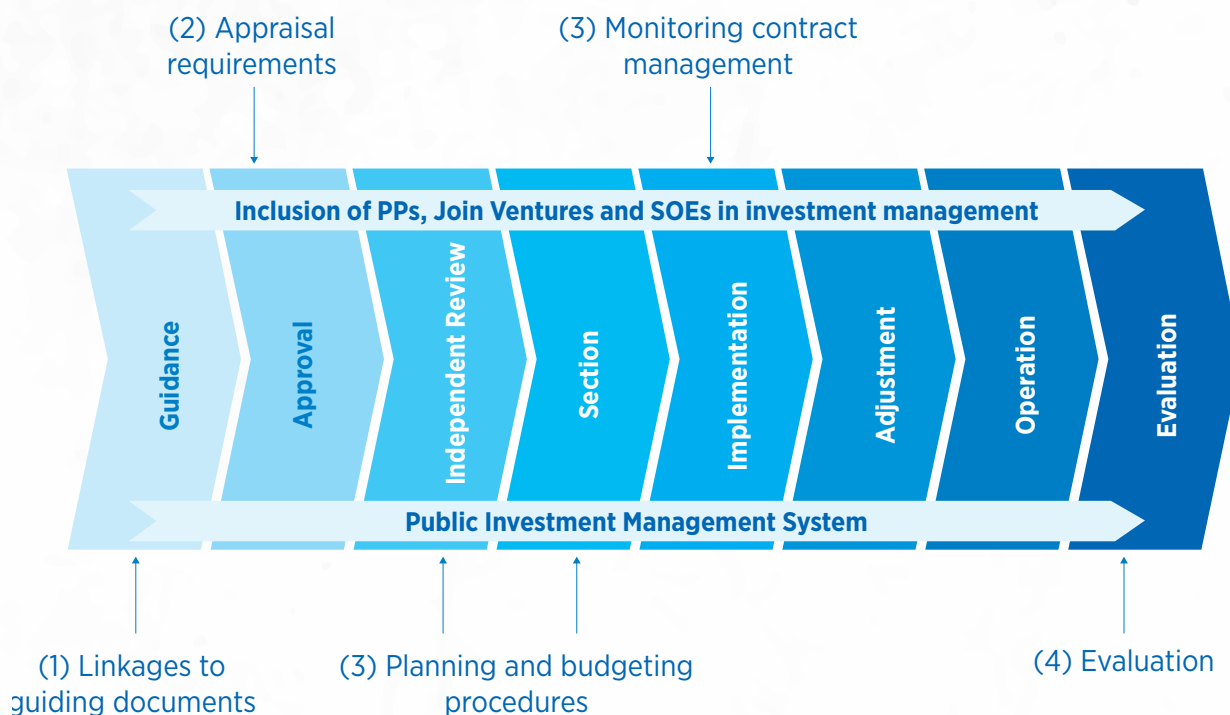 (2) Appraisal
requirements
(3) Monitoring contract
management
Inclusion of PPs, Join Ventures and SOEs in investment management
Guidance
Approval
Independent Review
Section
Implementation
Adjustment
Operation
Evaluation
Public Investment Management System
(1) Linkages to
guiding documents
(3) Planning and budgeting
procedures
(4) Evaluation